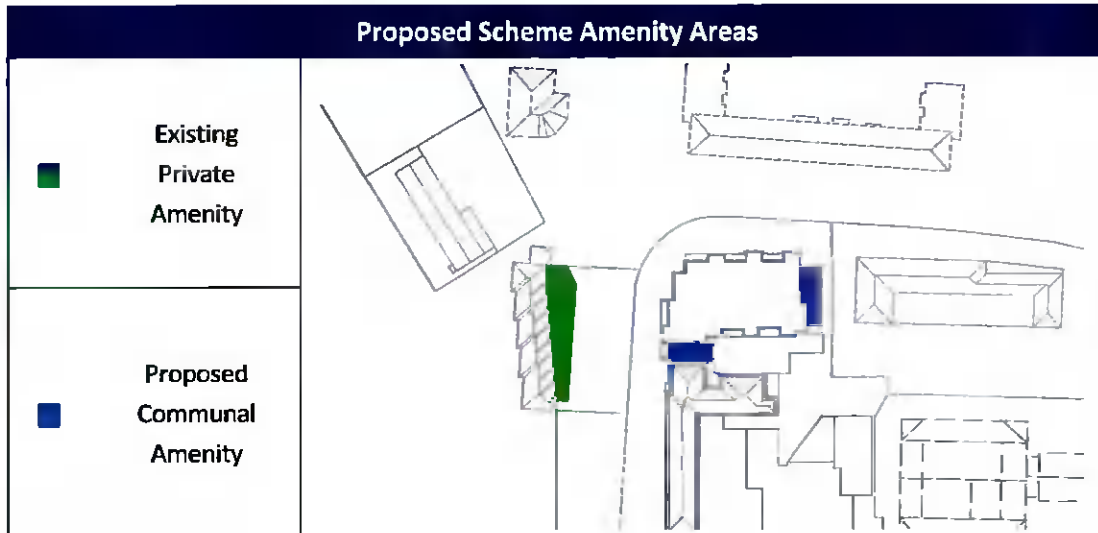 Proposed Scheme Amenity Areas
Existing
Private
Amenity
Proposed
Communal
Amenity